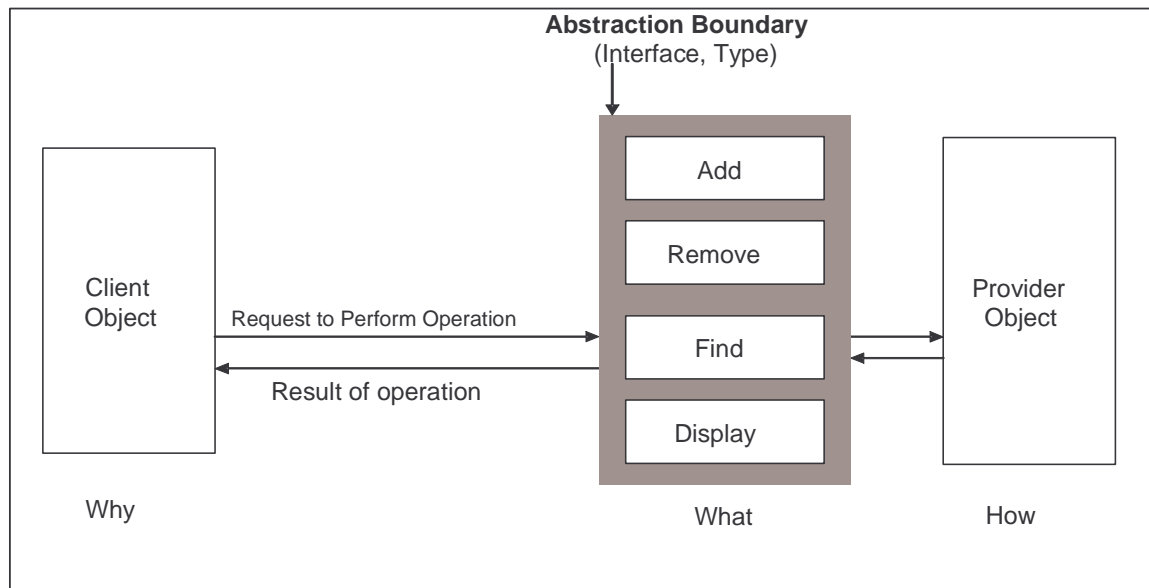 Abstraction Boundary
(Interface, Type)
Add
Remove
Client
Object
Provider
Object
Request to Perform Operation
Find
Result of operation
Display
Why
What
How